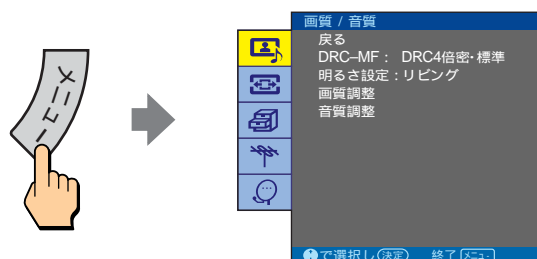 メニュー
画質 / 音質
戻る
DRC–MF： DRC4倍密・標準
明るさ設定：リビング
画質調整
音質調整
で選択し 決定 終了 メニュー